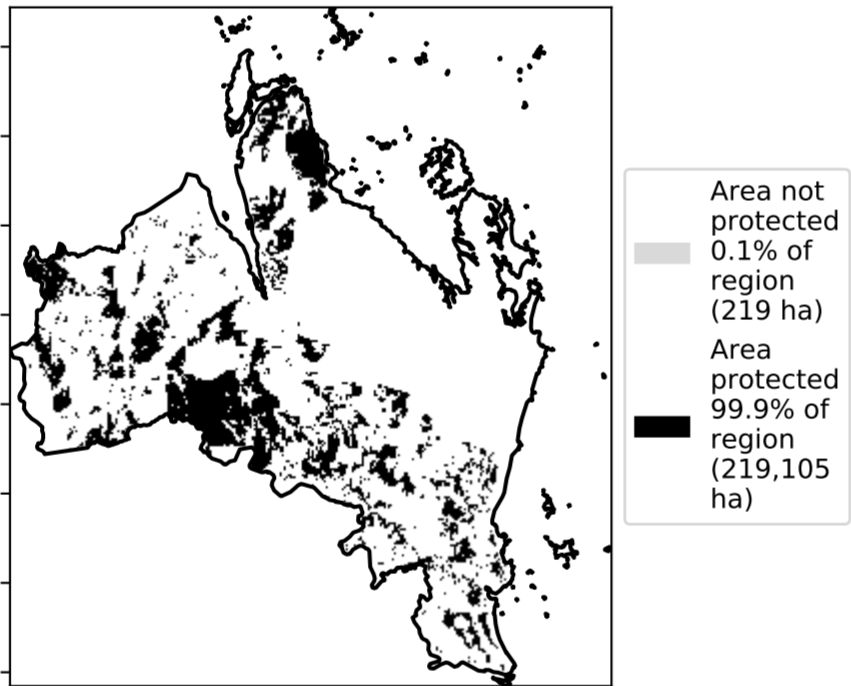 Area not
protected
0.1% of
region
(219 ha)
Area
protected
99.9% of
region
(219,105
ha)